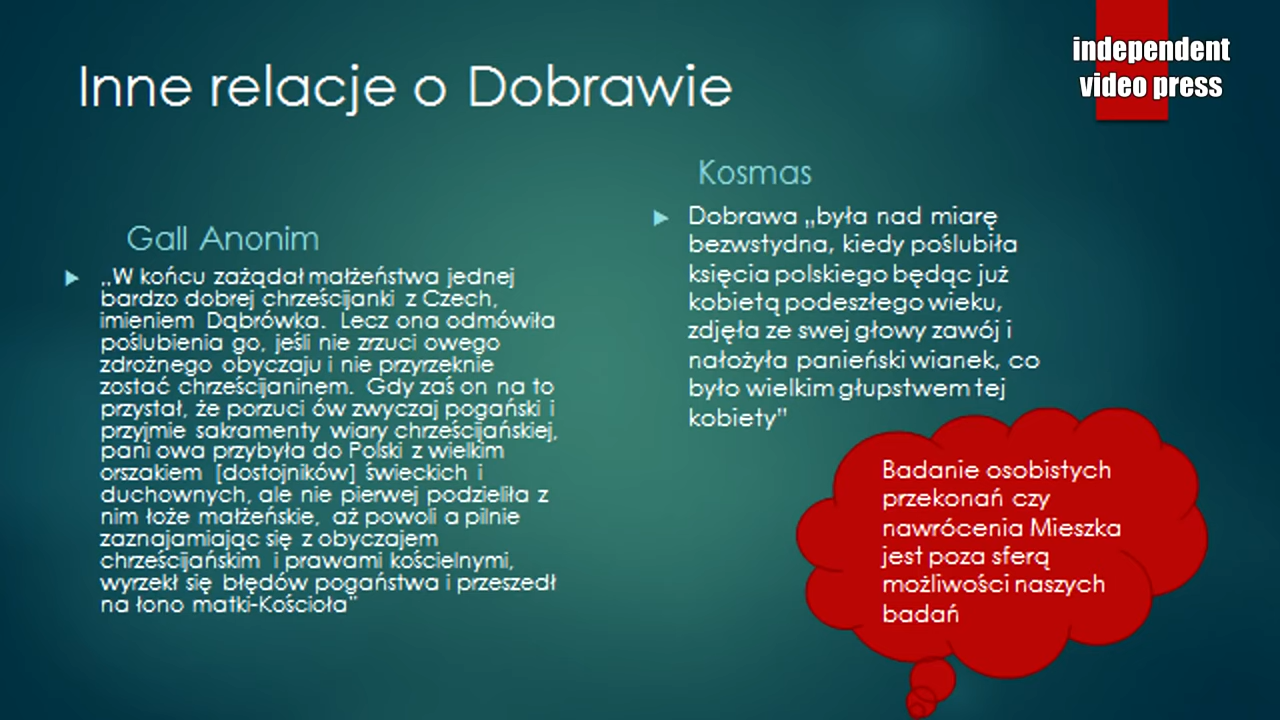 Inne relacje o Dobrawie
independent
video press
Gall Anonim
„W końcu zażądał małżeństwa jednej
bardzo dobrej chrześcijanki z Czech,
imieniem Dąbrówka. Lecz ona odmówiła
poślubienia go, jeśli nie zrzuci owego
zdrożnego obyczaju i nie przyrzeknie
zostać chrześcijaninem. Gdy zaś on na to
przystał, że porzuci ów zwyczaj pogański i
przyjmie sakramenty wiary chrześcijańskiej,
pani owa przybyła do Polski z wielkim
orszakiem [dostojników] świeckich i
duchownych, ale nie pierwej podzieliła z
nim łoże małżeńskie, aż powoli a pilnie
zaznajamiając się z obyczajem
chrześcijańskim i prawami kościelnymi,
wyrzekł się błędów pogaństwa i przeszedł
na łono matki-Kościoła”
Kosmas
Dobrawa „była nad miarę
bezwstydna, kiedy poślubiła
księcia polskiego będąc już
kobietą podeszłego wieku,
zdjęła ze swej głowy zawój i
nałożyła panieński wianek, co
było wielkim głupstwem tej
kobiety”
Badanie osobistych
przekonań czy
nawrócenia Mieszka
jest poza sferą
możliwości naszych
badań